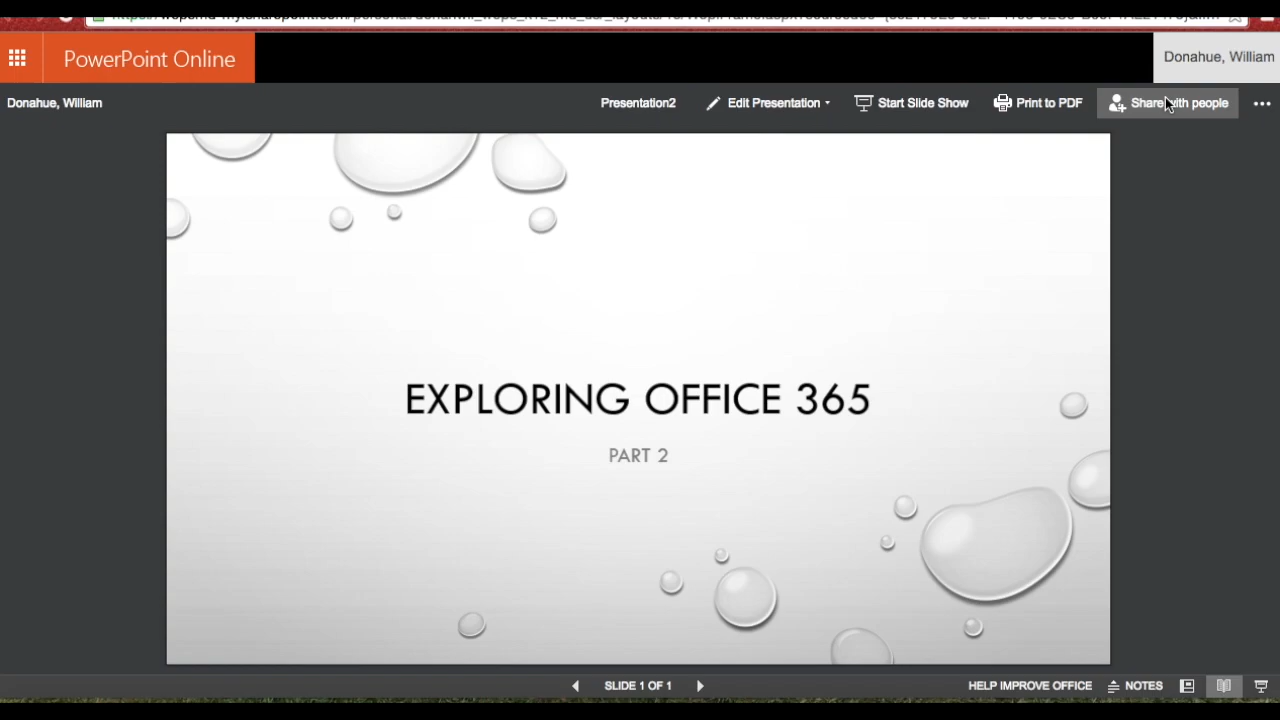 PowerPoint Online
Donahue, William
Donahue, William
Presentation2
Edit Presentation
Start Slide Show
Print to PDF
Share with people
EXPLORING OFFICE 365
PART 2
SLIDE 1 OF 1
HELP IMPROVE OFFICE
NOTES